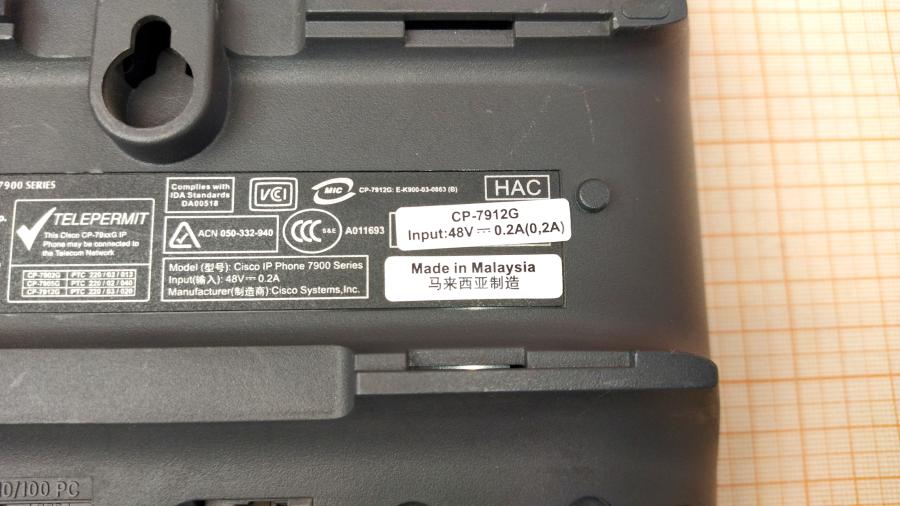 7900 SERIES
Complies with
IDA Standards
DA00518
VCI
MIC
CP-7912G: E-K900-03-0863 (B)
HAC
TELEPERMIT
This Cisco CP-79xxG IP
Phone may be connected to
the Telecom Network
CP-7902G PTC 220 / 03 / 013
CP-7905G PTC 220 / 02 / 040
CP-7912G PTC 220 / 03 / 020
ACN 050-332-940
CCC
S&E
A011693
CP-7912G
Input:48V⎓ 0.2A(0,2A)
Model (型号): Cisco IP Phone 7900 Series
Input(输入): 48V⎓ 0.2A
Manufacturer(制造商):Cisco Systems,Inc.
Made in Malaysia
马来西亚制造
10/100 PC